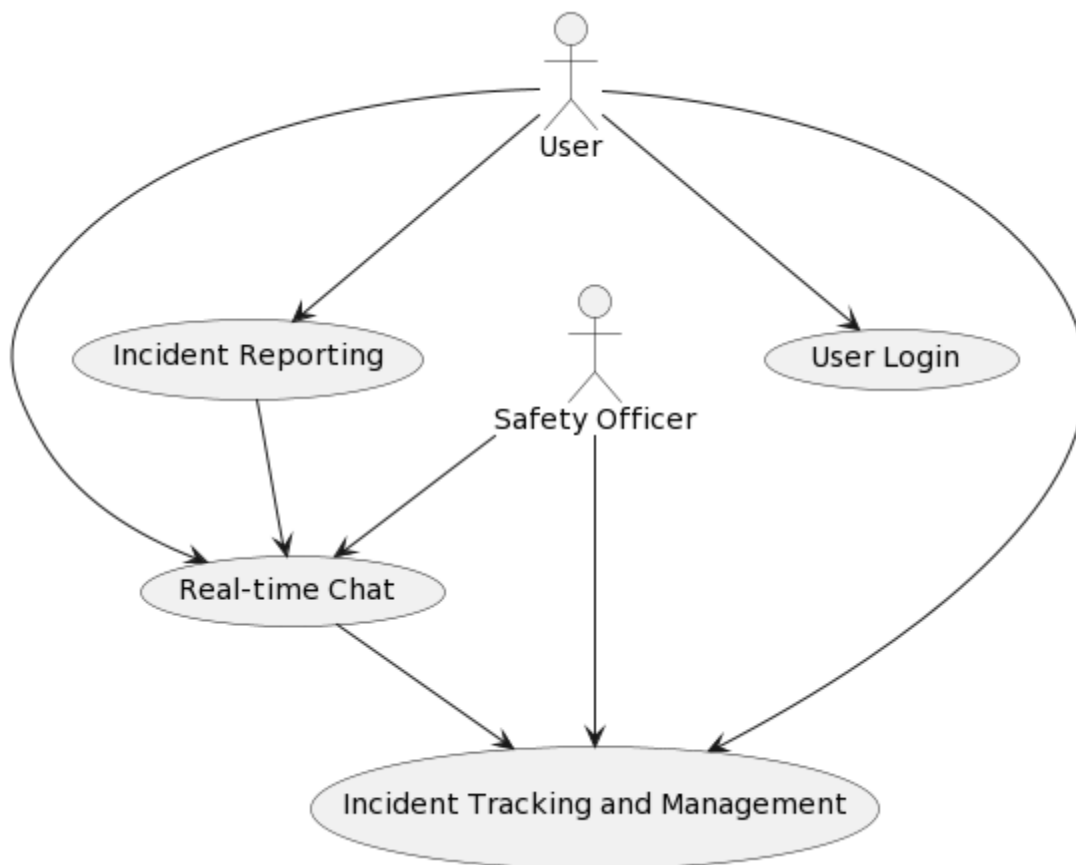 User
Incident Reporting
User Login
Safety Officer
Real-time Chat
Incident Tracking and Management